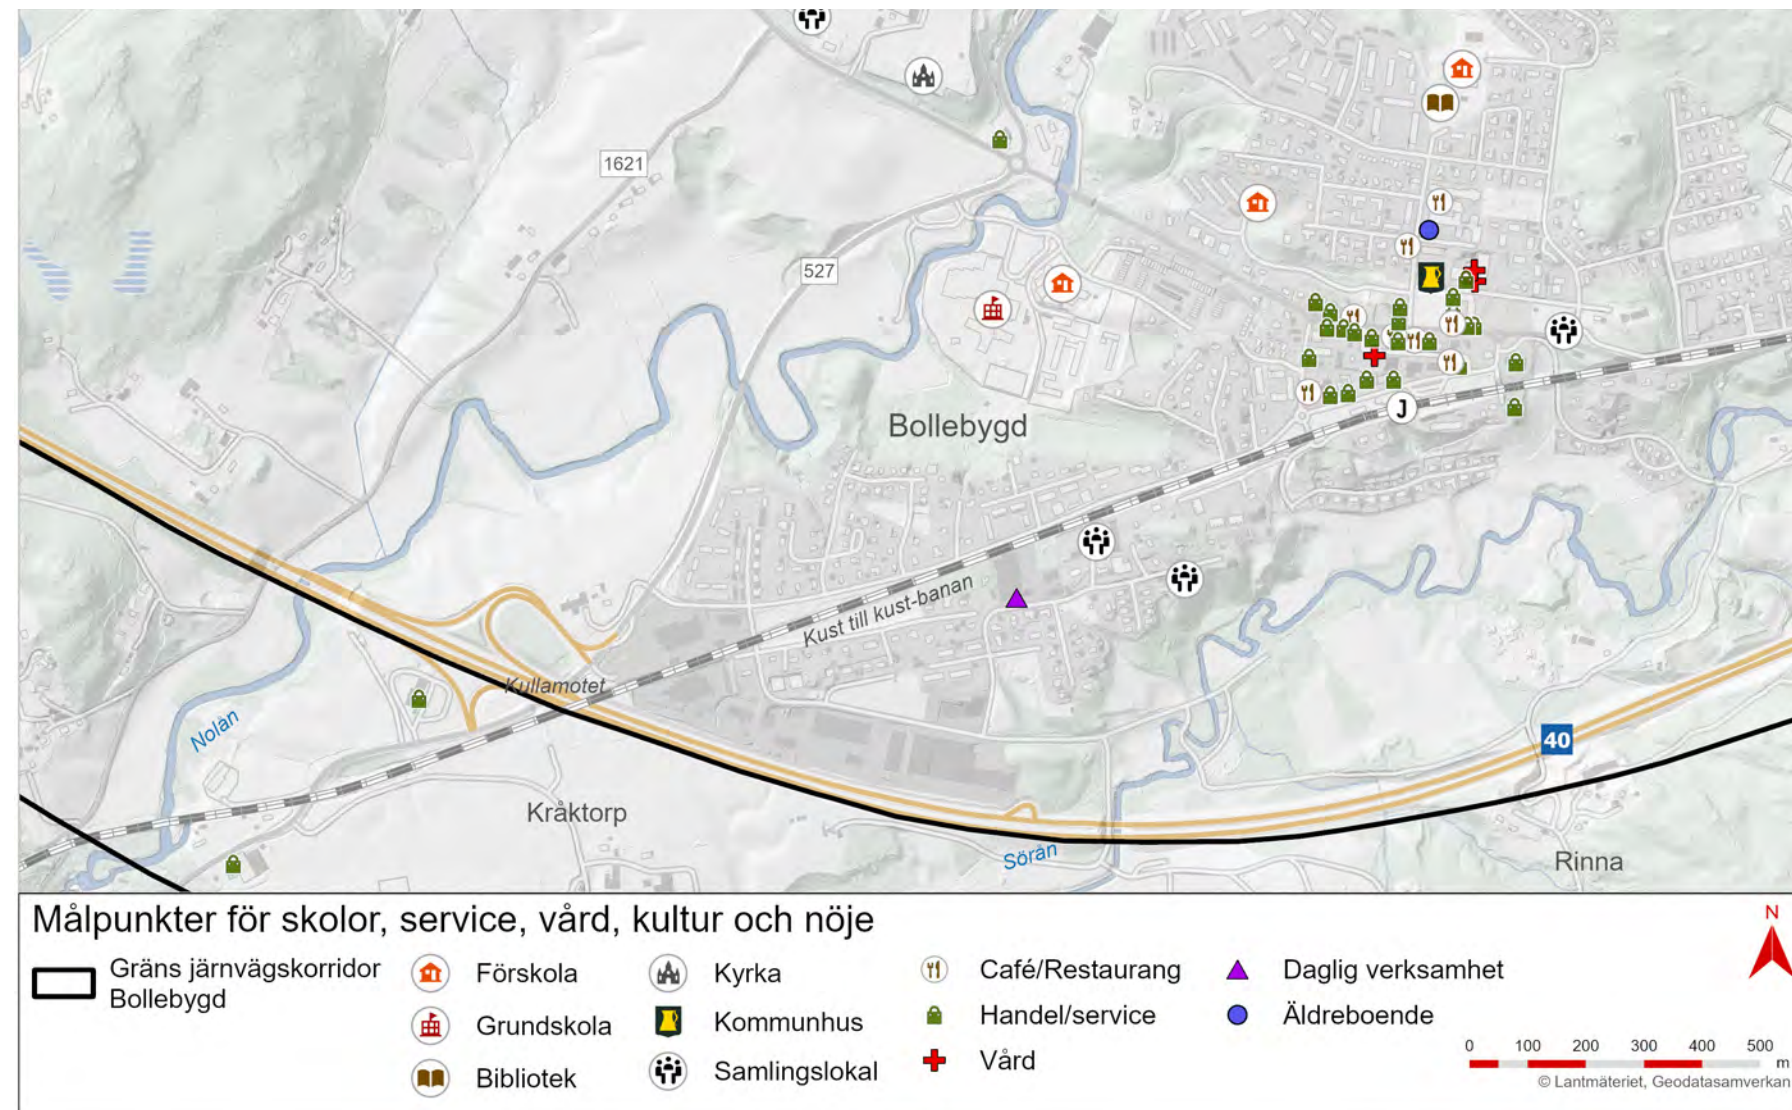 1621
527
Bollebygd
J
Kust till kust-banan
Kullamotet
Nolån
40
Kråktorp
Sörån
Rinna
Målpunkter för skolor, service, vård, kultur och nöje
N
Gräns järnvägskorridor
Bollebygd
Förskola
Grundskola
Bibliotek
Kyrka
Kommunhus
Samlingslokal
Café/Restaurang
Handel/service
Vård
Daglig verksamhet
Äldreboende
0 100 200 300 400 500
m
© Lantmäteriet, Geodatasamverkan